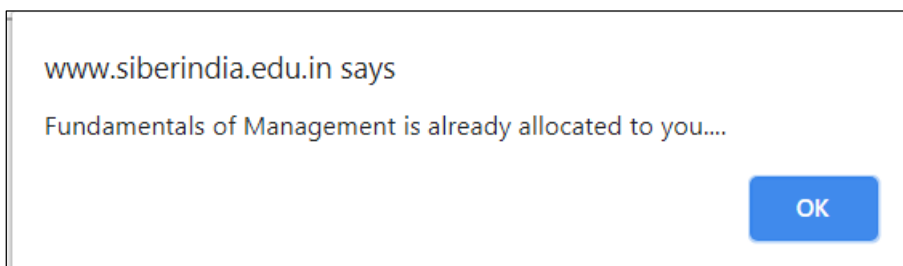 www.siberindia.edu.in says
Fundamentals of Management is already allocated to you....
OK